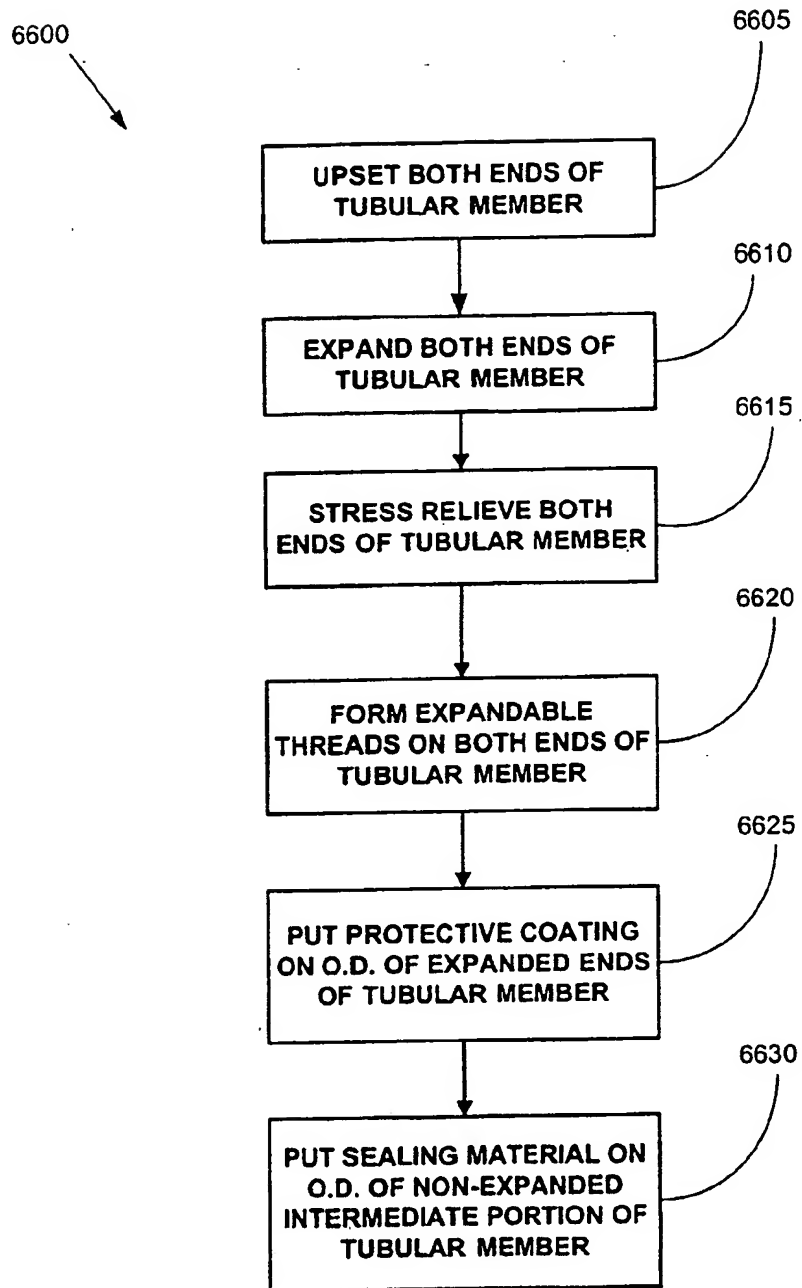 6600
6605
UPSET BOTH ENDS OF
TUBULAR MEMBER
6610
EXPAND BOTH ENDS OF
TUBULAR MEMBER
6615
STRESS RELIEVE BOTH
ENDS OF TUBULAR MEMBER
6620
FORM EXPANDABLE
THREADS ON BOTH ENDS OF
TUBULAR MEMBER
6625
PUT PROTECTIVE COATING
ON O.D. OF EXPANDED ENDS
OF TUBULAR MEMBER
6630
PUT SEALING MATERIAL ON
O.D. OF NON-EXPANDED
INTERMEDIATE PORTION OF
TUBULAR MEMBER